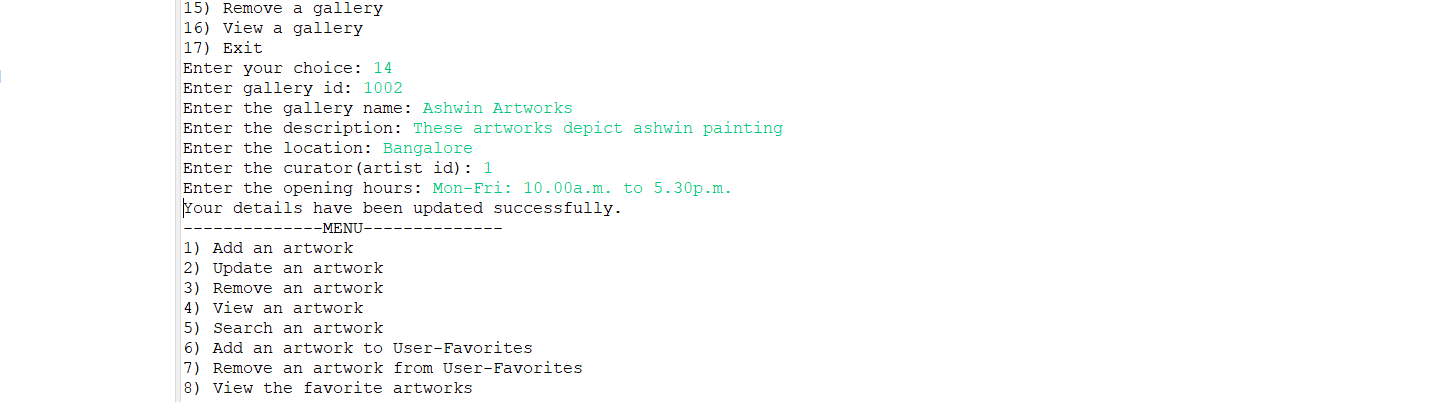 15) Remove a gallery
16) View a gallery
17) Exit
Enter your choice: 14
Enter gallery id: 1002
Enter the gallery name: Ashwin Artworks
Enter the description: These artworks depict ashwin painting
Enter the location: Bangalore
Enter the curator(artist id): 1
Enter the opening hours: Mon-Fri: 10.00a.m. to 5.30p.m.
Your details have been updated successfully.
--------------MENU--------------
1) Add an artwork
2) Update an artwork
3) Remove an artwork
4) View an artwork
5) Search an artwork
6) Add an artwork to User-Favorites
7) Remove an artwork from User-Favorites
8) View the favorite artworks